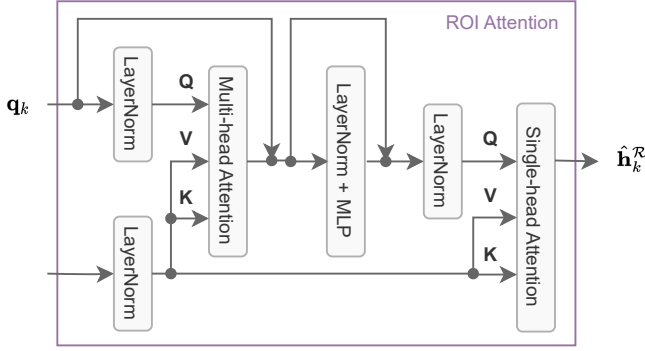 ROI Attention
q_k
LayerNorm
Q
V
K
Multi-head Attention
LayerNorm
LayerNorm + MLP
LayerNorm
Q
V
K
Single-head Attention
ĥ_k^ℛ